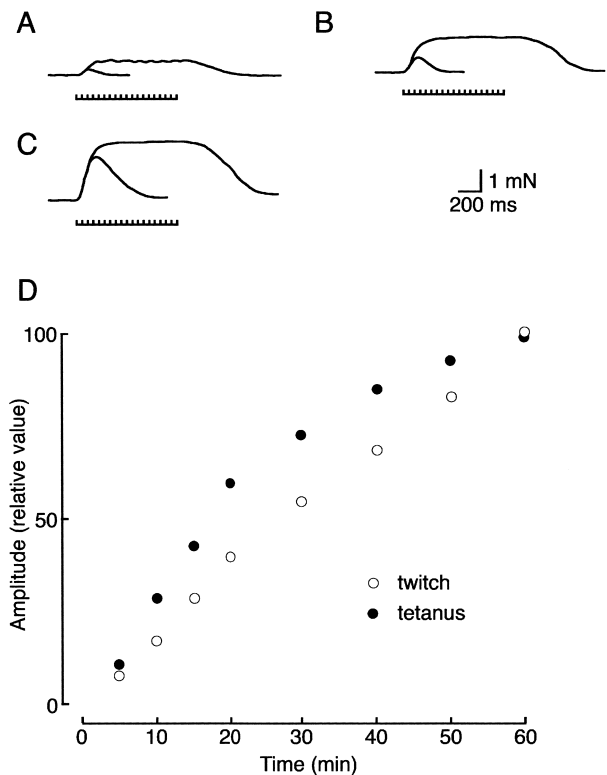 A
B
C
1 mN
200 ms
D
100
50
0
Amplitude (relative value)
twitch
tetanus
0 10 20 30 40 50 60
Time (min)